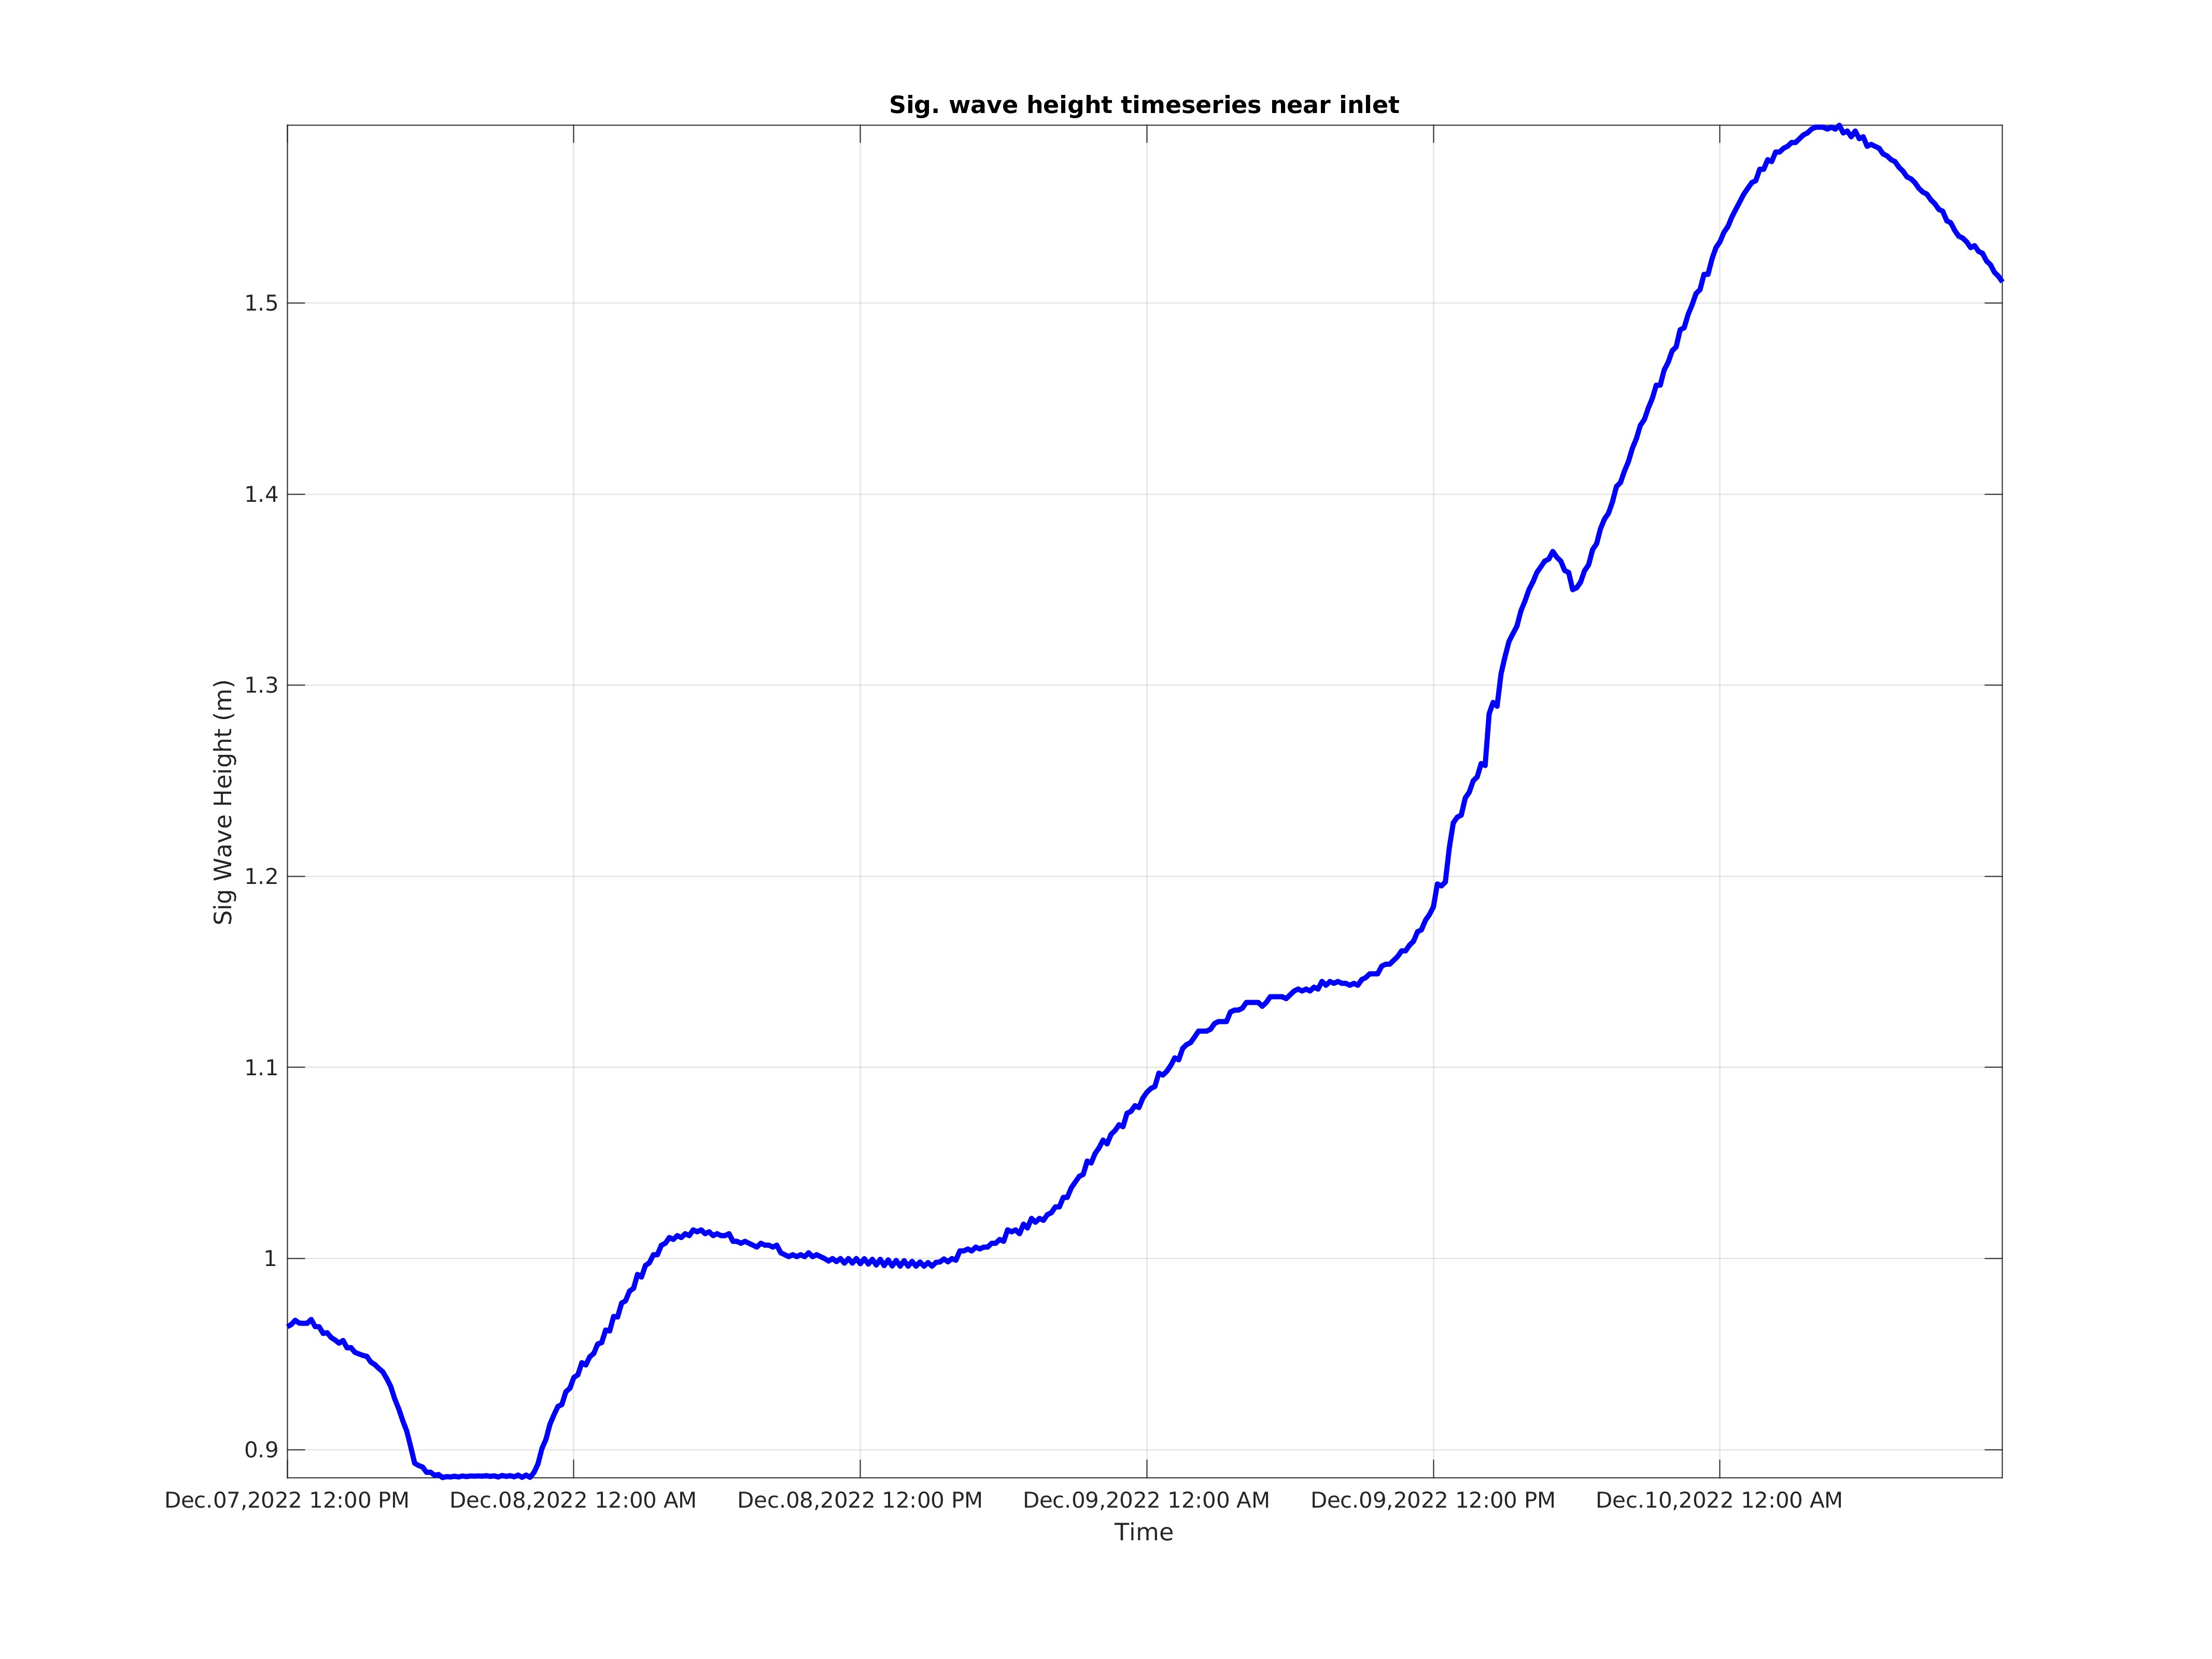 Sig. wave height timeseries near inlet
1.5
1.4
1.3
1.2
1.1
1
0.9
Sig Wave Height (m)
Dec.07,2022 12:00 PM
Dec.08,2022 12:00 AM
Dec.08,2022 12:00 PM
Dec.09,2022 12:00 AM
Dec.09,2022 12:00 PM
Dec.10,2022 12:00 AM
Time